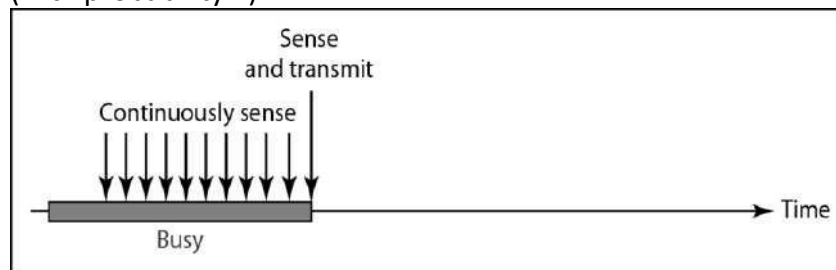 Sense
and transmit
Continuously sense
Time
Busy